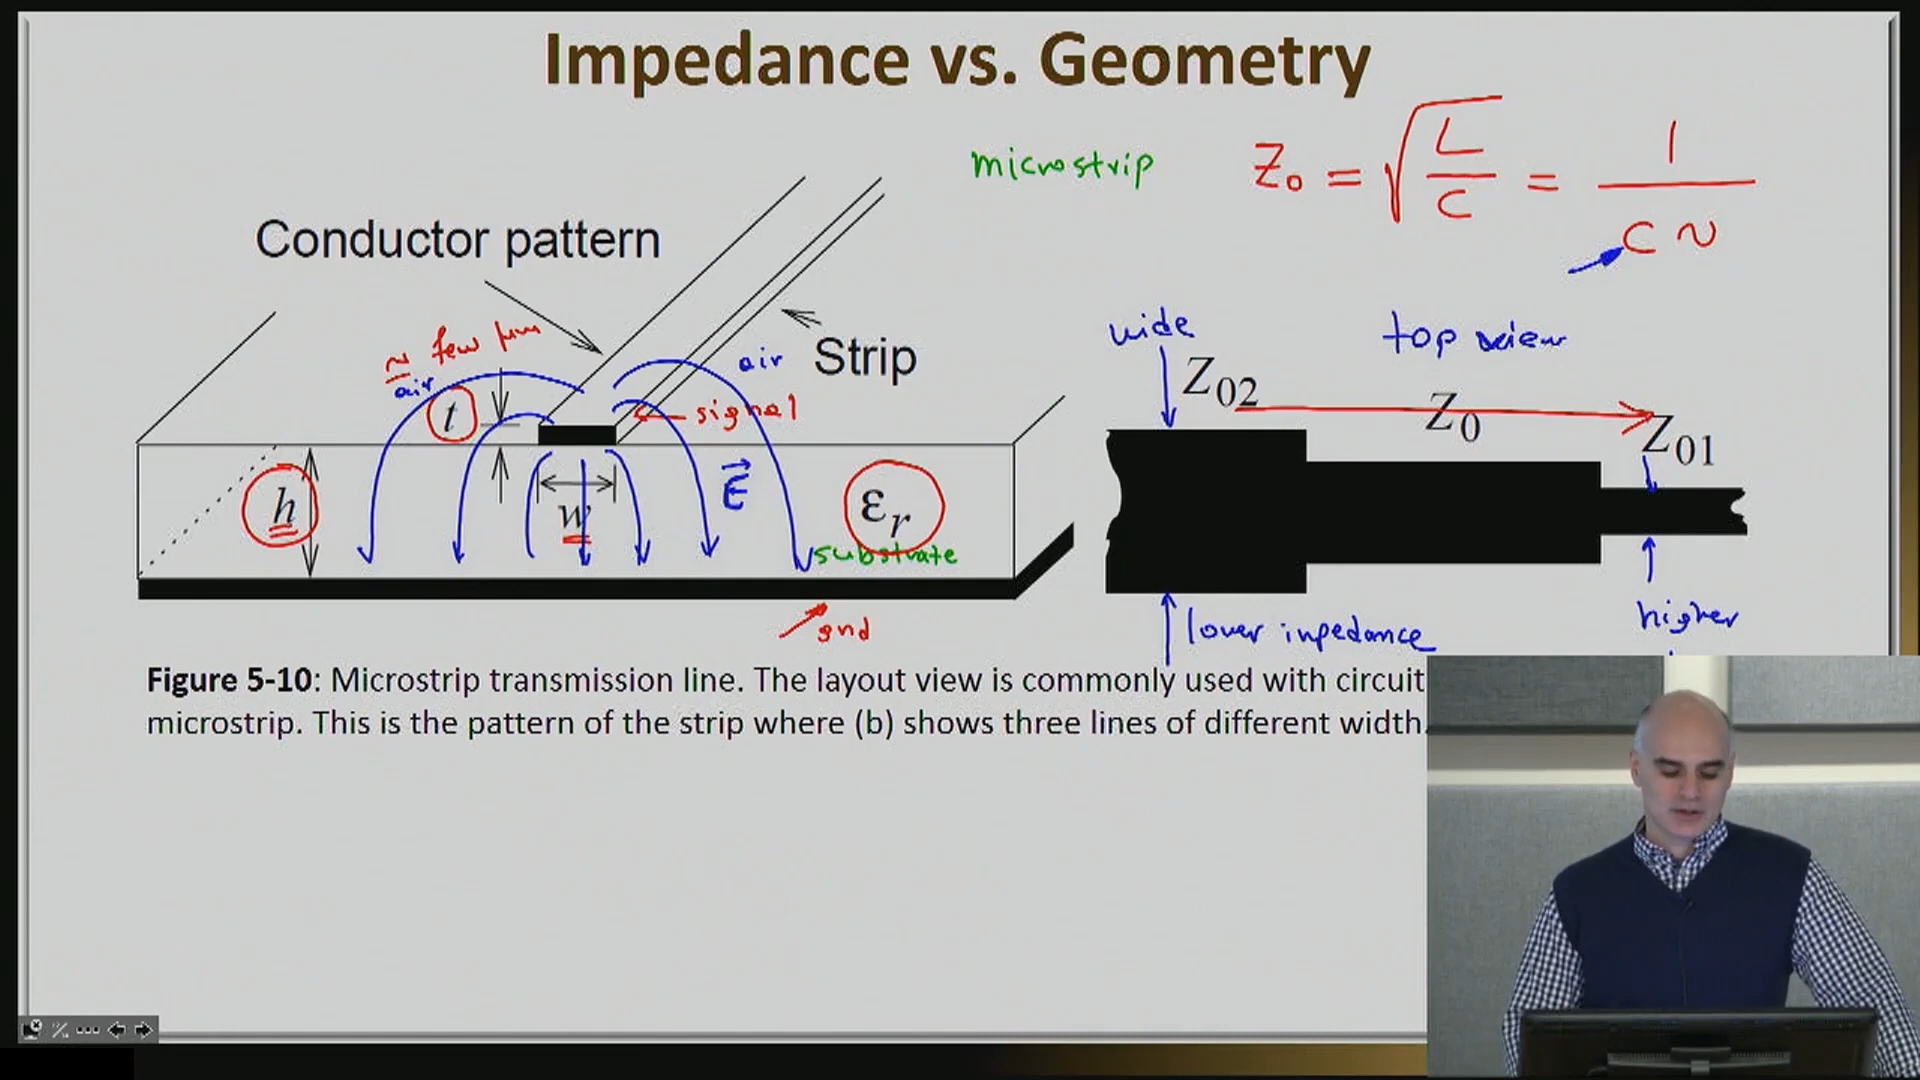 Impedance vs. Geometry
microstrip
Z₀ = √(L/C) = 1/(C v)
Conductor pattern
~ few μm
air
air
Strip
t
signal
h
w
E⃗
εr
substrate
gnd
wide
top view
Z02
Z0
Z01
lower impedance
higher
Figure 5-10: Microstrip transmission line. The layout view is commonly used with circuit
microstrip. This is the pattern of the strip where (b) shows three lines of different width.